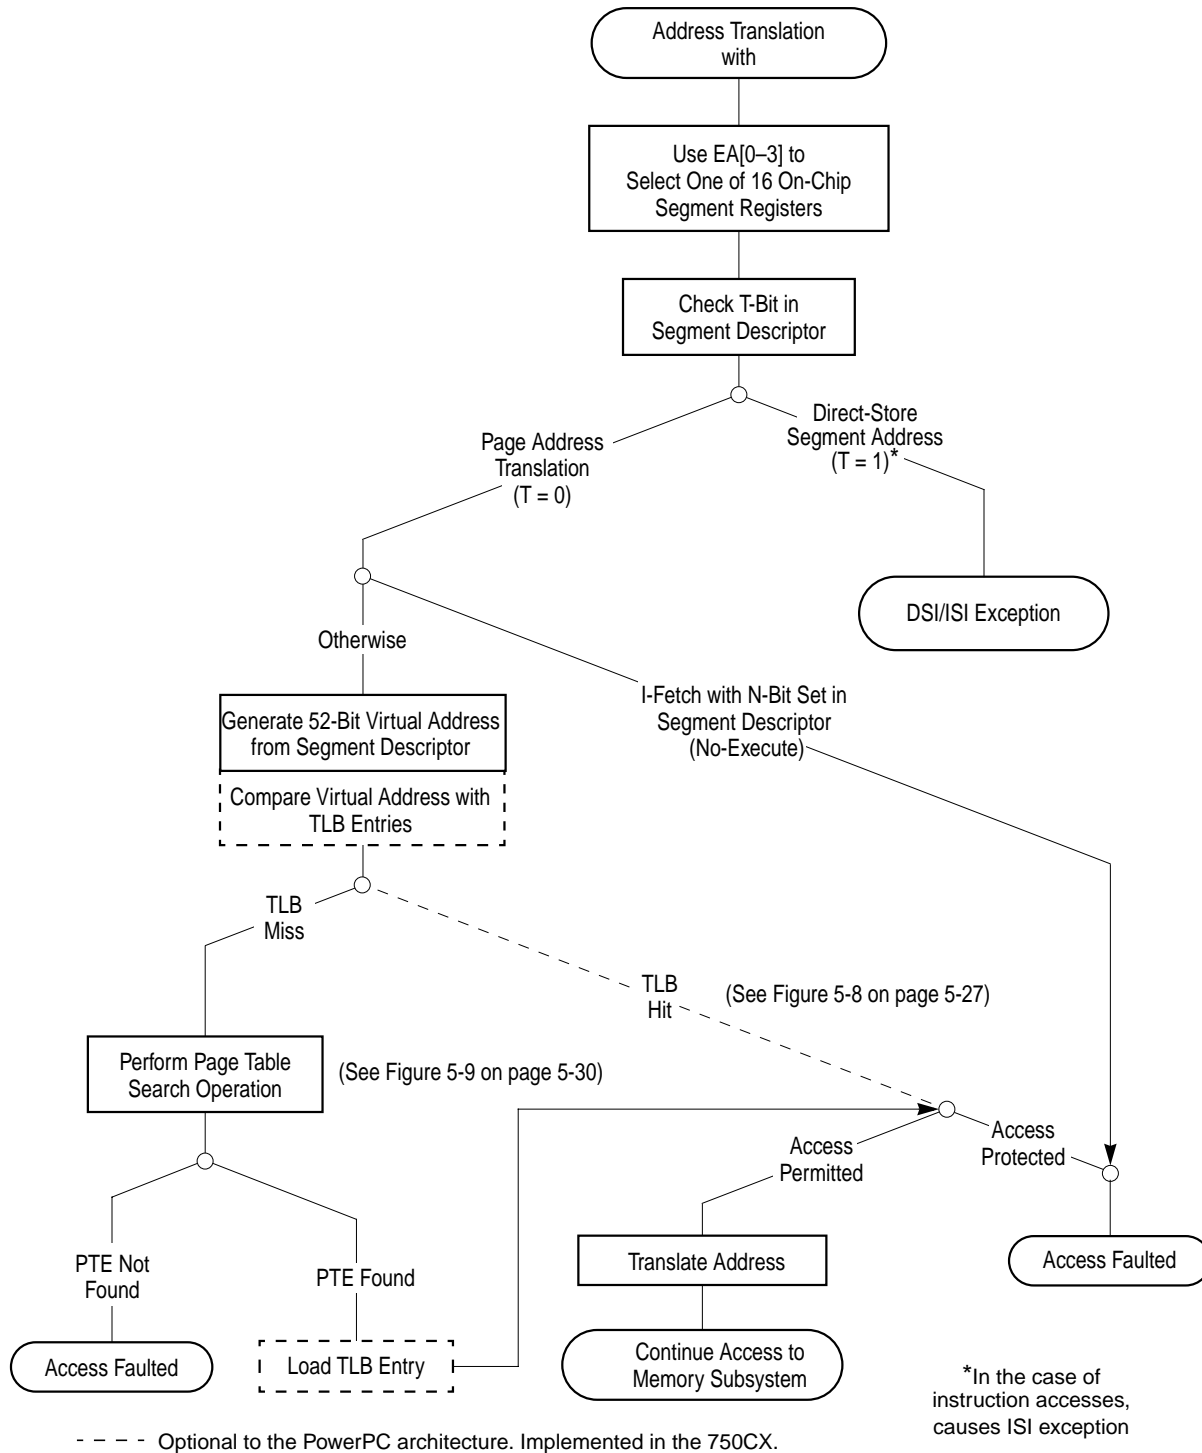 Address Translation
with
Use EA[0–3] to
Select One of 16 On-Chip
Segment Registers
Check T-Bit in
Segment Descriptor
Direct-Store
Segment Address
(T = 1)*
Page Address
Translation
(T = 0)
DSI/ISI Exception
Otherwise
I-Fetch with N-Bit Set in
Segment Descriptor
(No-Execute)
Generate 52-Bit Virtual Address
from Segment Descriptor
Compare Virtual Address with
TLB Entries
TLB
Miss
TLB
Hit
(See Figure 5-8 on page 5-27)
Perform Page Table
Search Operation
(See Figure 5-9 on page 5-30)
Access
Permitted
Access
Protected
PTE Not
Found
PTE Found
Translate Address
Access Faulted
Access Faulted
Load TLB Entry
Continue Access to
Memory Subsystem
*In the case of
instruction accesses,
causes ISI exception
Optional to the PowerPC architecture. Implemented in the 750CX.